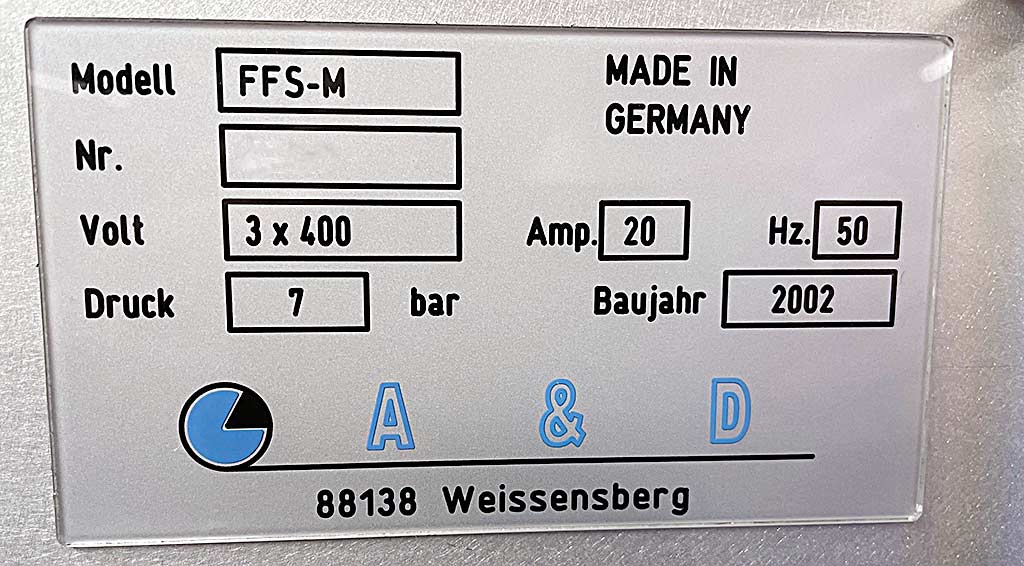 Modell FFS-M MADE IN
GERMANY
Nr.
Volt 3 x 400 Amp. 20 Hz. 50
Druck 7 bar Baujahr 2002
A & D
88138 Weissensberg